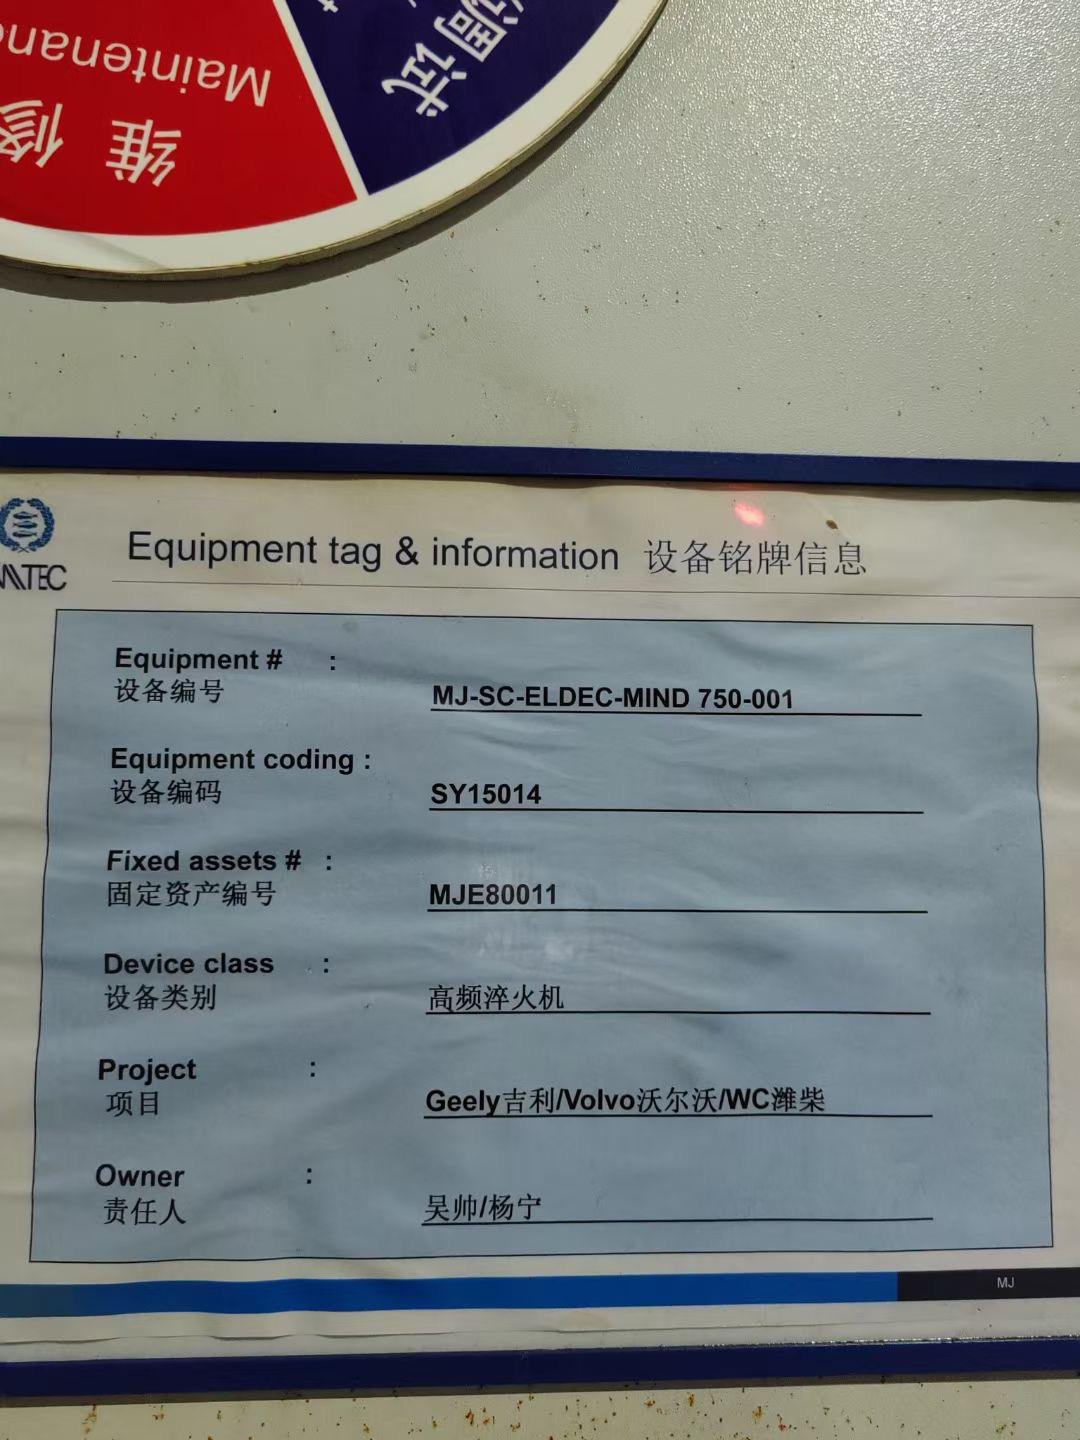 Maintenanc
维修
调试
MTEC
Equipment tag & information 设备铭牌信息
Equipment # :
设备编号
MJ-SC-ELDEC-MIND 750-001
Equipment coding :
设备编码
SY15014
Fixed assets # :
固定资产编号
MJE80011
Device class :
设备类别
高频淬火机
Project :
项目
Geely吉利/Volvo沃尔沃/WC潍柴
Owner :
责任人
吴帅/杨宁
MJ